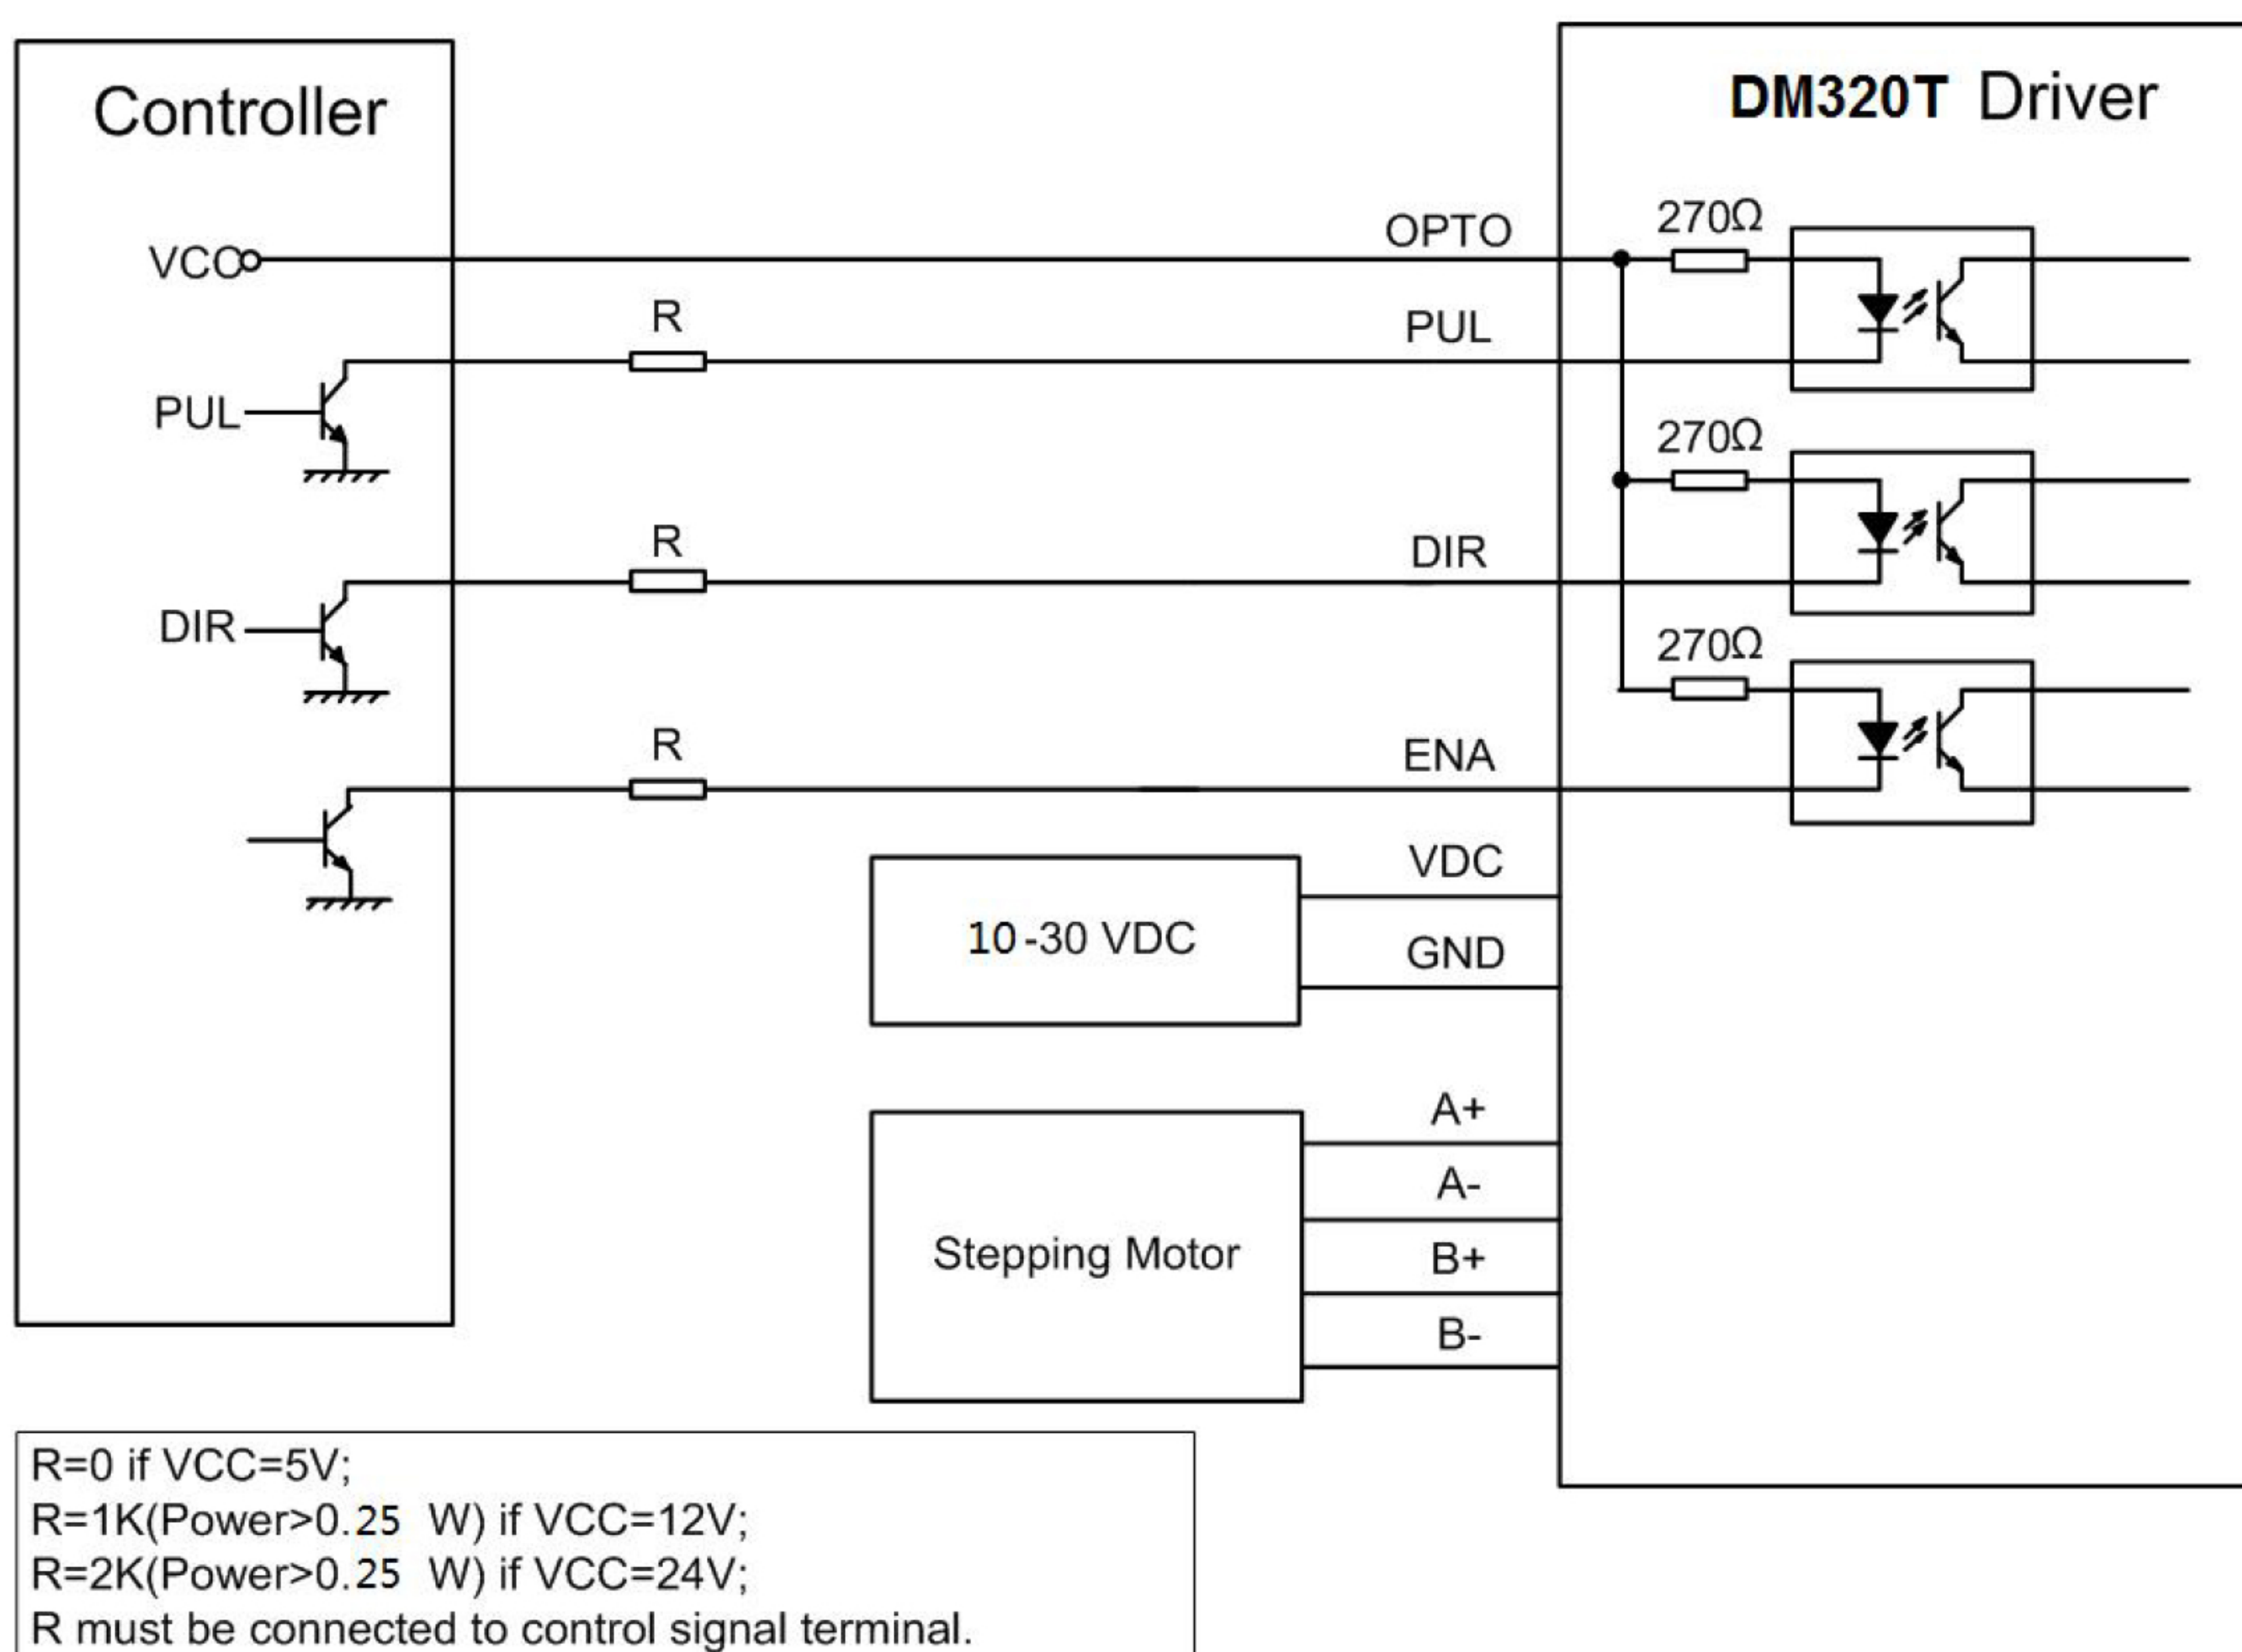 Controller
DM320T Driver
VCC
OPTO
270Ω
R
PUL
PUL
270Ω
R
DIR
DIR
270Ω
R
ENA
VDC
10-30 VDC
GND
A+
A-
Stepping Motor
B+
B-
R=0 if VCC=5V;
R=1K(Power>0.25 W) if VCC=12V;
R=2K(Power>0.25 W) if VCC=24V;
R must be connected to control signal terminal.